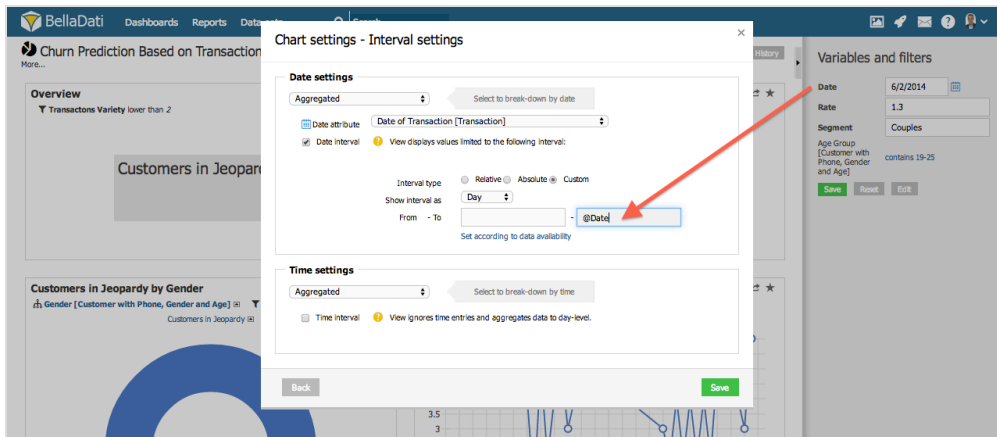 BellaDati Dashboards Reports Data
Churn Prediction Based on Transaction
More...
History
Overview
Transactons Variety lower than 2
Customers in Jeopar
Customers in Jeopardy by Gender
Gender [Customer with Phone, Gender and Age]
Customers in Jeopardy
Chart settings - Interval settings
×
Date settings
Aggregated
Select to break-down by date
Date attribute
Date of Transaction [Transaction]
Date interval
View displays values limited to the following interval:
Interval type
Relative Absolute Custom
Show interval as
Day
From - To
- @Date
Set according to data availability
Time settings
Aggregated
Select to break-down by time
Time interval
View ignores time entries and aggregates data to day-level.
Back
Save
3.5
3
Variables and filters
Date 6/2/2014
Rate 1.3
Segment Couples
Age Group
[Customer with
Phone, Gender
and Age]
contains 19-25
Save Reset Edit